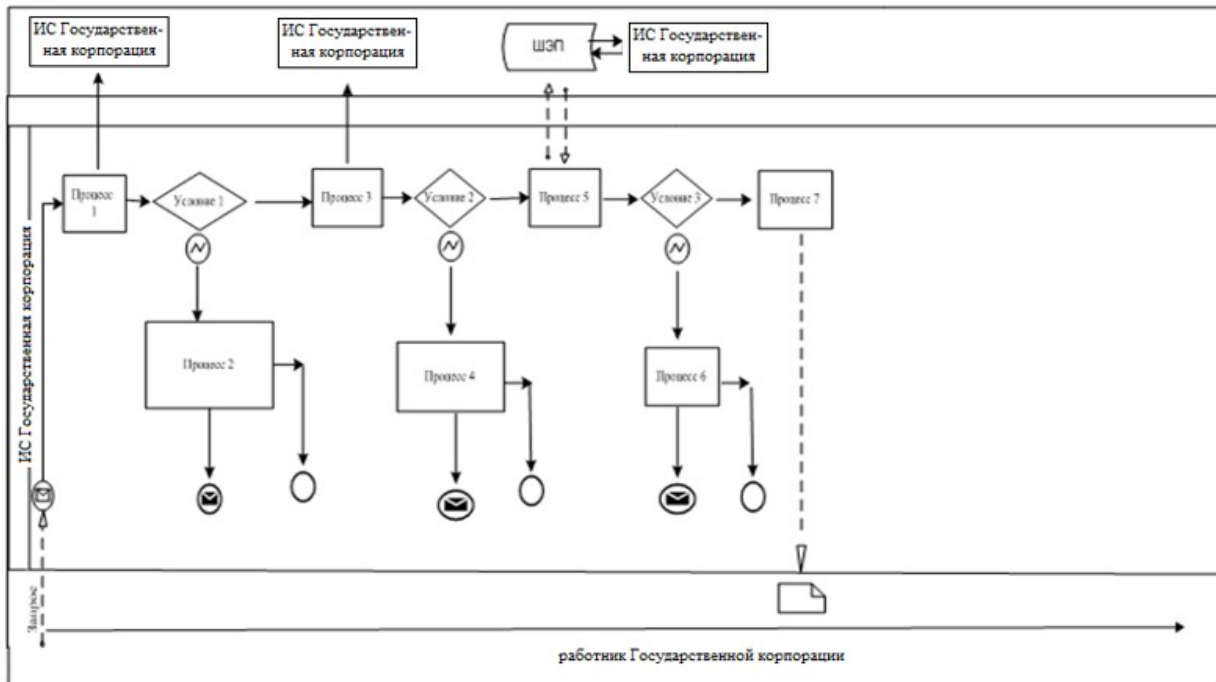 ИС Государствен-
ная корпорация
ИС Государствен-
ная корпорация
ШЭП
ИС Государствен-
ная корпорация
Процесс
1
Условие 1
Процесс 3
Условие 2
Процесс 5
Условие 3
Процесс 7
ИС Государственная корпорация
Процесс 2
Процесс 4
Процесс 6
Запрос
работник Государственной корпорации